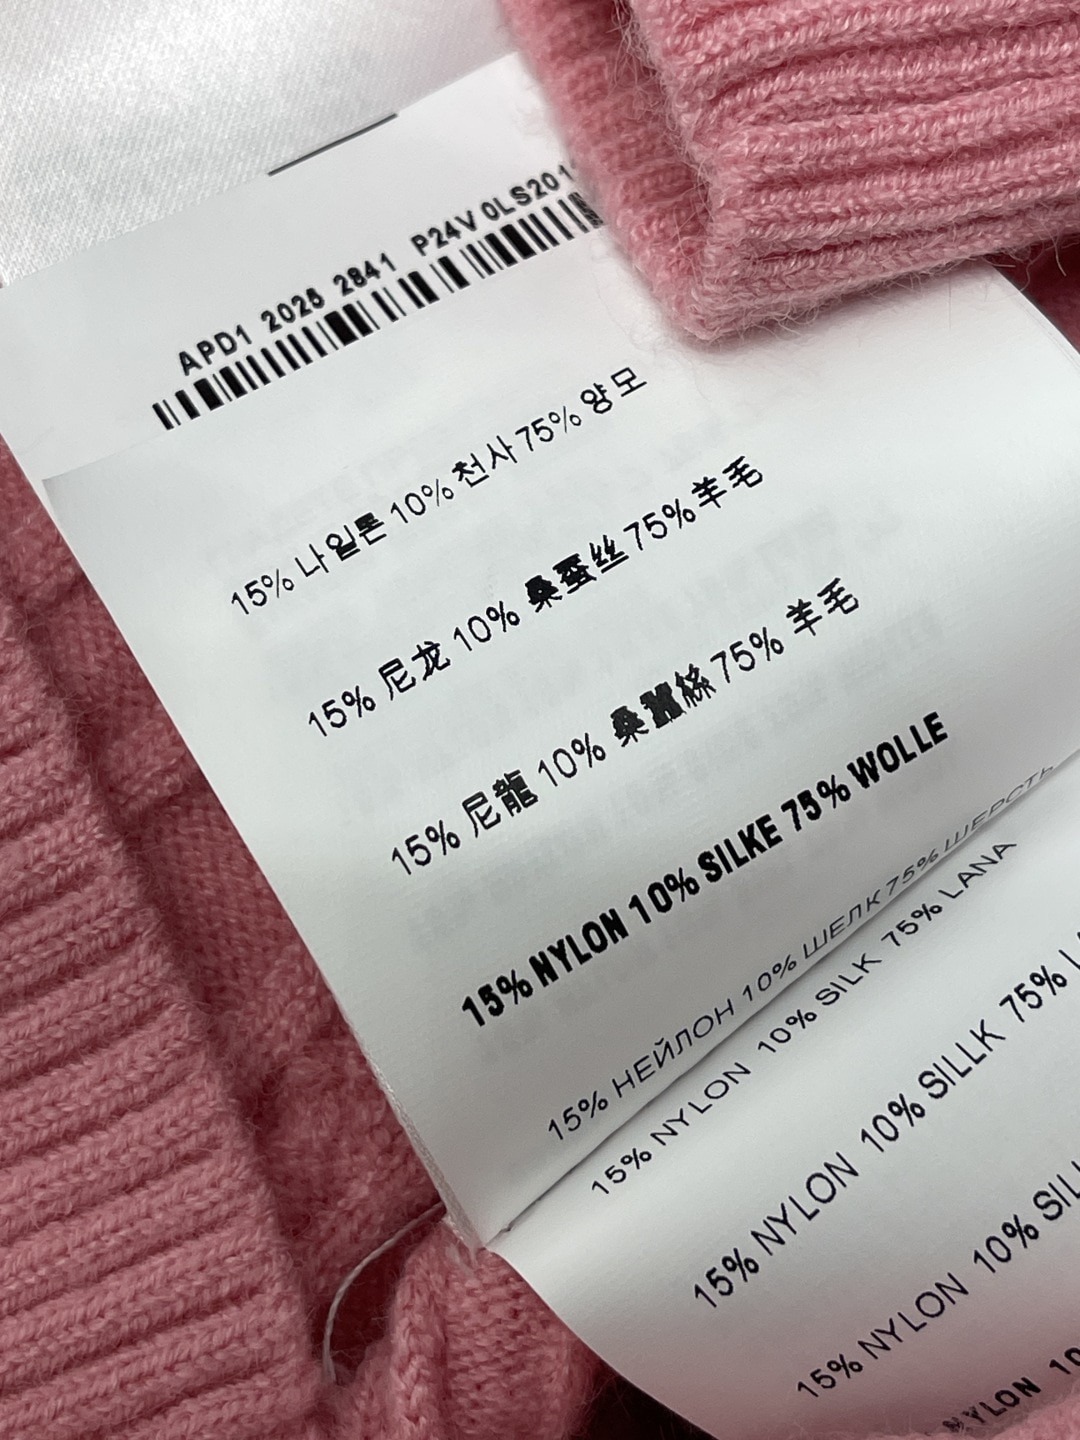 APD1 2025 2841 P24V 0LS201
15% 나일론 10% 천사 75% 양모
15% 尼龙 10% 桑蚕丝 75% 羊毛
15% 尼龍 10% 桑蠶絲 75% 羊毛
15% NYLON 10% SILKE 75% WOLLE
15% НЕЙЛОН 10% ШЕЛК 75% ШЕРСТЬ
15% NYLON 10% SILK 75% LANA
15% NYLON 10% SILLK 75%
15% NYLON 10%
NYLON